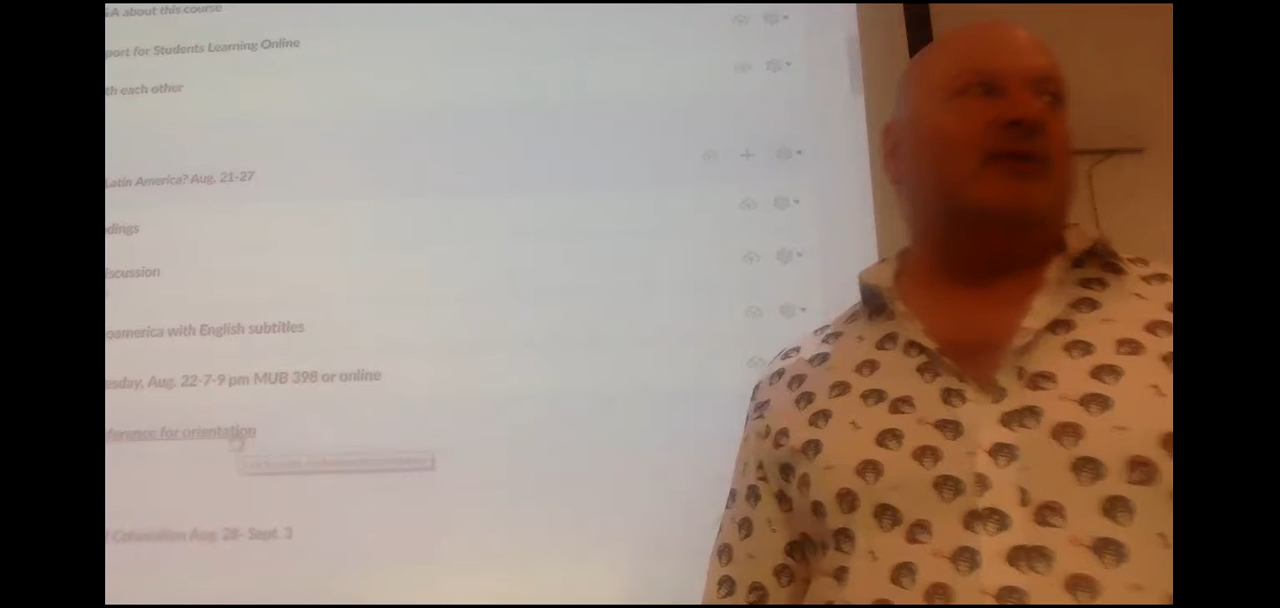 A about this course
port for Students Learning Online
th each other
Latin America? Aug. 21-27
dings
scussion
oamerica with English subtitles
esday, Aug. 22-7-9 pm MUB 398 or online
ference for orientation
Aug. 28- Sept. 3